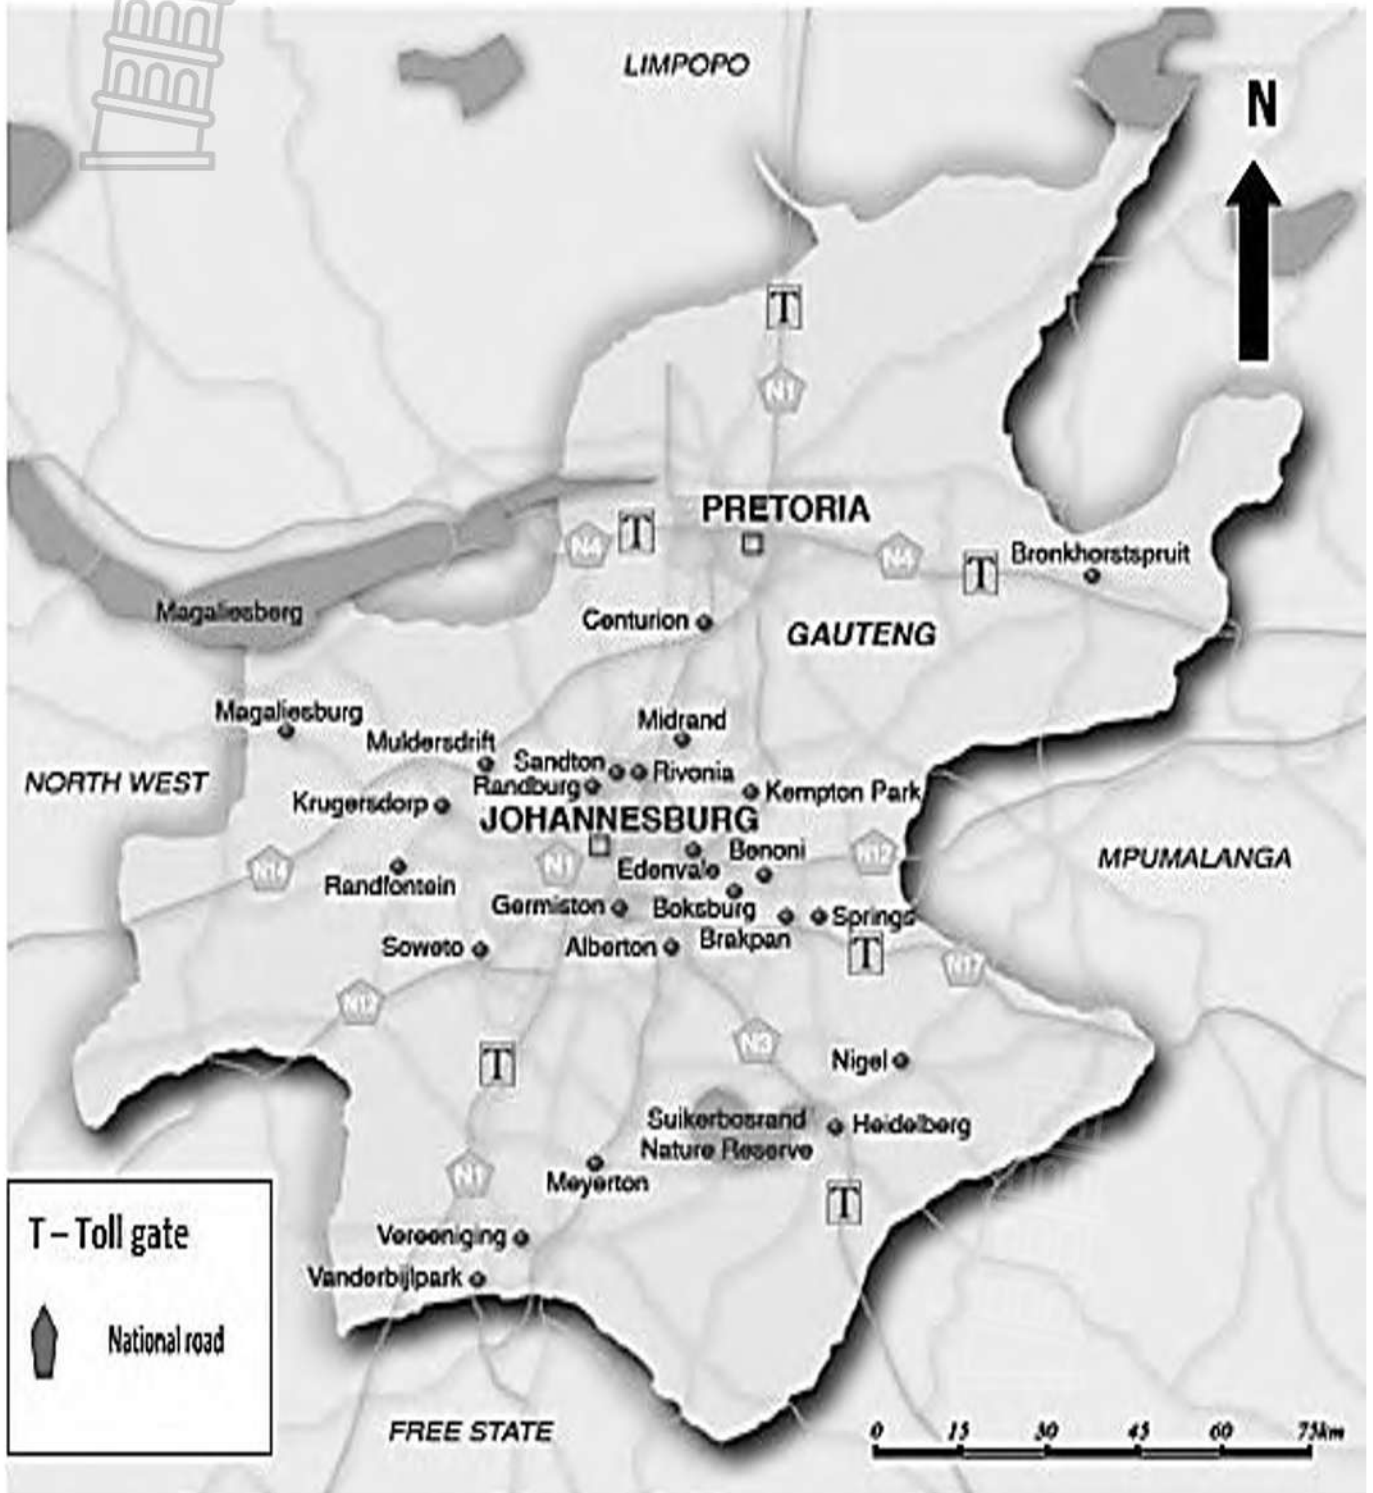 LIMPOPO
N
T
N1
PRETORIA
N4
T
N4
T
Bronkhorstspruit
Magaliesberg
Centurion
GAUTENG
Magaliesburg
Midrand
Muldersdrift
Sandton
Rivonia
NORTH WEST
Randburg
Kempton Park
Krugersdorp
JOHANNESBURG
Benoni
N12
MPUMALANGA
N14
N1
Edenvale
Randfontein
Germiston
Boksburg
Springs
Soweto
Alberton
Brakpan
T
N17
N12
N3
T
Nigel
Suikerbosrand
Nature Reserve
Heidelberg
N1
Meyerton
T
T – Toll gate
Vereeniging
Vanderbijlpark
National road
FREE STATE
0 15 30 45 60 75km